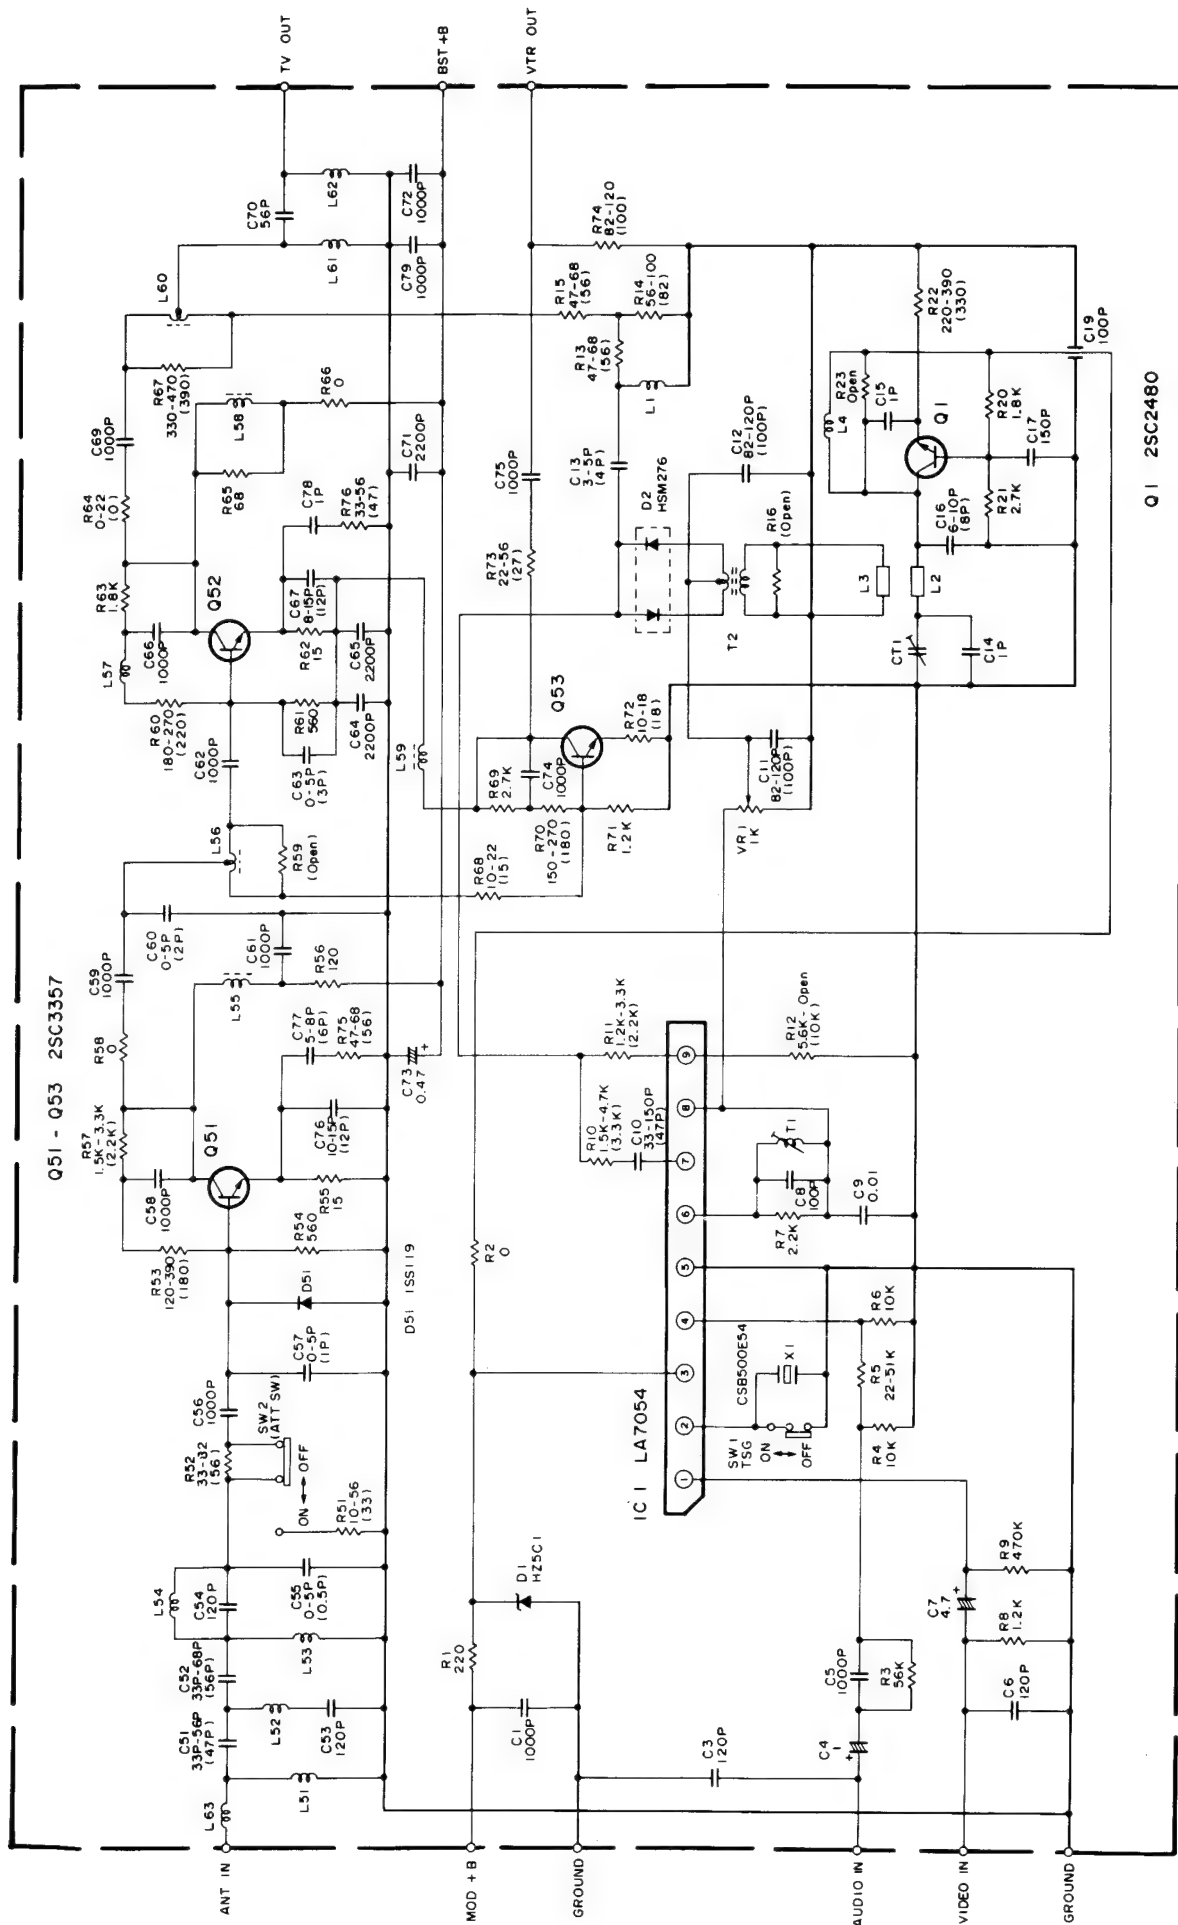 Q51 - Q53 2SC3357
ANT IN
L63
L51
C51
33P-56P
(47P)
L52
C53
120P
C52
33P-68P
(56P)
L53
L54
C54
120P
C55
0-5P
(0.5P)
R51
10-56
(33)
ON ↔ OFF
SW2
(ATT SW)
R52
33-82
(56)
C56
1000P
C57
0-5P
(1P)
D51
D51 1SS119
R53
120-390
(180)
R54
560
C58
1000P
R57
1.5K-3.3K
(2.2K)
Q51
R55
15
C76
10-15P
(12P)
C77
5-8P
(6P)
R75
47-68
(56)
R58
0
C59
1000P
L55
C60
0-5P
(2P)
C61
1000P
R56
120
C73
0.47
+
L56
R59
(Open)
R68
10-22
(15)
C62
1000P
R60
180-270
(220)
L57
C66
1000P
R63
1.8K
Q52
C63
0-5P
(3P)
R61
560
C64
2200P
C65
2200P
R62
15
C67
8-15P
(12P)
C78
1P
R76
33-56
(47)
L59
R64
0-22
(0)
C69
1000P
R65
68
L58
R66
0
C71
2200P
R67
330-470
(390)
L60
L61
C70
56P
L62
C79
1000P
C72
1000P
TV OUT
BST +B
VTR OUT
R69
2.7K
C74
1000P
R70
150-270
(180)
R71
1.2K
Q53
R72
10-18
(18)
R73
22-56
(27)
C75
1000P
R74
82-120
(100)
R15
47-68
(56)
R14
56-100
(82)
R13
47-68
(56)
L1
C13
3-5P
(4P)
D2
HSM276
C12
82-120P
(100P)
T2
R16
(Open)
L3
L2
VR1
1K
C11
82-120P
(100P)
CT1
C14
1P
C16
6-10P
(8P)
R21
2.7K
C17
150P
R20
1.8K
Q1
C15
1P
R23
Open
L4
R22
220-390
(330)
C19
100P
Q1 2SC2480
MOD +B
GROUND
R1
220
C1
1000P
D1
HZ5C1
R2
0
C3
120P
IC1 LA7054
1
2
3
4
5
6
7
8
9
R10
1.5K-4.7K
(3.3K)
C10
33-150P
(47P)
R11
1.2K-3.3K
(2.2K)
R12
5.6K-Open
(10K)
T1
C8
100P
R7
2.2K
C9
0.01
CSB500E54
X1
SW1
TSG
ON ↔ OFF
R4
10K
R5
22-51K
R6
10K
AUDIO IN
C4
1
+
C5
1000P
R3
56K
VIDEO IN
C7
4.7
+
C6
120P
R8
1.2K
R9
470K
GROUND